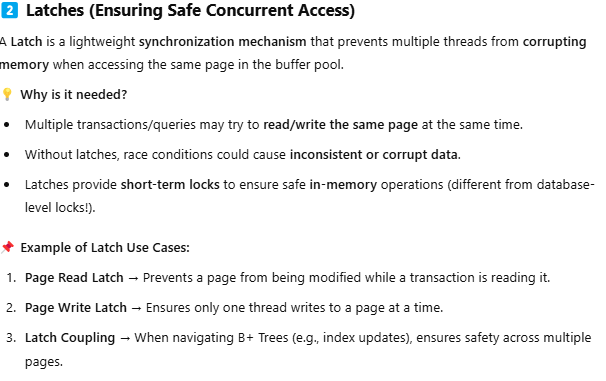 2 Latches (Ensuring Safe Concurrent Access)
A Latch is a lightweight synchronization mechanism that prevents multiple threads from corrupting
memory when accessing the same page in the buffer pool.
💡 Why is it needed?
• Multiple transactions/queries may try to read/write the same page at the same time.
• Without latches, race conditions could cause inconsistent or corrupt data.
• Latches provide short-term locks to ensure safe in-memory operations (different from database-
level locks!).
📌 Example of Latch Use Cases:
1. Page Read Latch → Prevents a page from being modified while a transaction is reading it.
2. Page Write Latch → Ensures only one thread writes to a page at a time.
3. Latch Coupling → When navigating B+ Trees (e.g., index updates), ensures safety across multiple
pages.